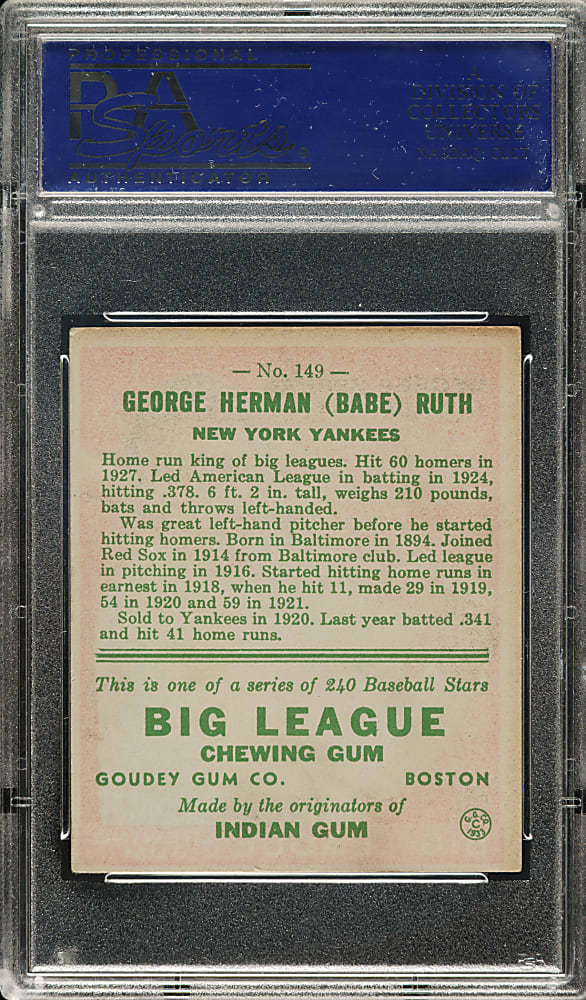 PROFESSIONAL
PSA
Sports
AUTHENTICATOR
A
DIVISION OF
COLLECTORS
UNIVERSE
NASDAQ: CLCT
— No. 149 —
GEORGE HERMAN (BABE) RUTH
NEW YORK YANKEES
Home run king of big leagues. Hit 60 homers in
1927. Led American League in batting in 1924,
hitting .378. 6 ft. 2 in. tall, weighs 210 pounds,
bats and throws left-handed.
Was great left-hand pitcher before he started
hitting homers. Born in Baltimore in 1894. Joined
Red Sox in 1914 from Baltimore club. Led league
in pitching in 1916. Started hitting home runs in
earnest in 1918, when he hit 11, made 29 in 1919,
54 in 1920 and 59 in 1921.
Sold to Yankees in 1920. Last year batted .341
and hit 41 home runs.
This is one of a series of 240 Baseball Stars
BIG LEAGUE
CHEWING GUM
GOUDEY GUM CO. BOSTON
Made by the originators of
INDIAN GUM
G. G. Co.
C
1933